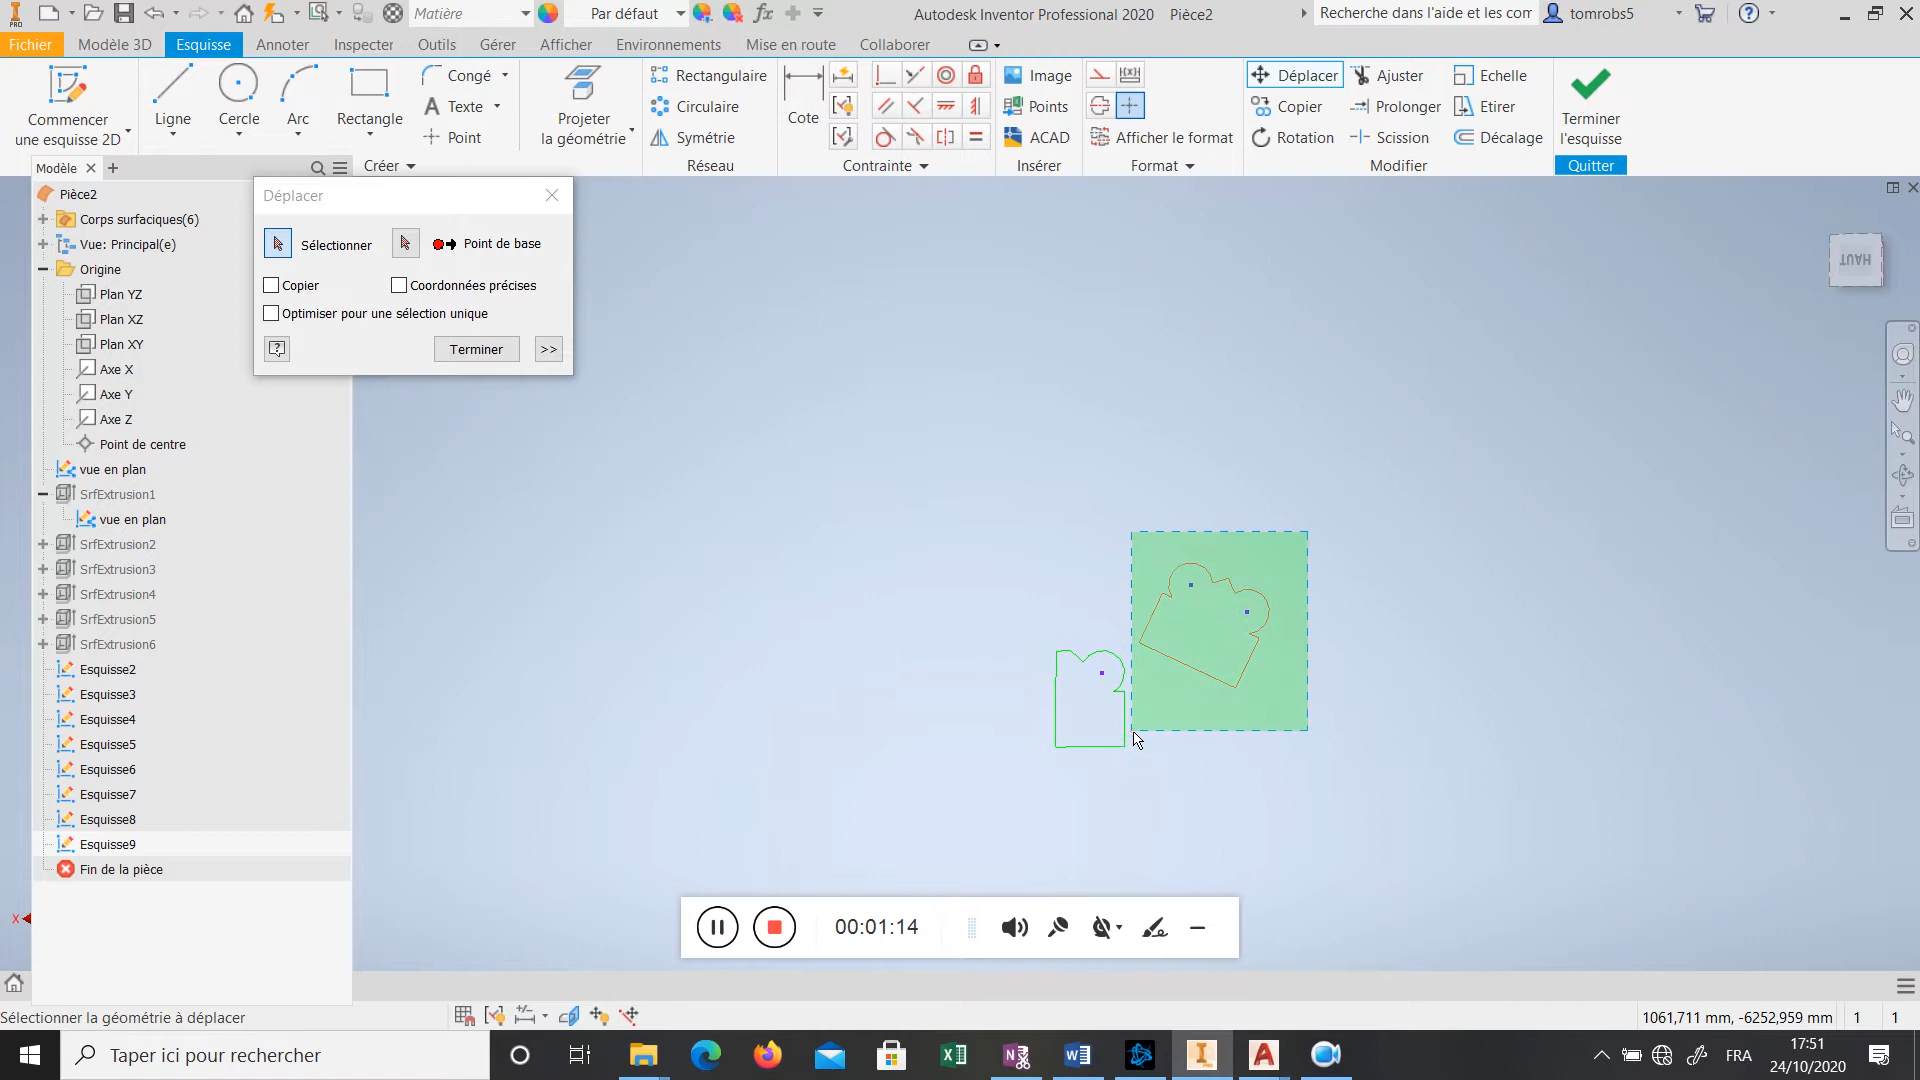 Matière
Par défaut
Autodesk Inventor Professional 2020 Pièce2
Recherche dans l'aide et les com
tomrobs5
PRO
Fichier Modèle 3D Esquisse Annoter Inspecter Outils Gérer Afficher Environnements Mise en route Collaborer
Commencer
une esquisse 2D
Ligne
Cercle
Arc
Rectangle
Congé
Texte
Point
Projeter
la géométrie
Rectangulaire
Circulaire
Symétrie
Cote
Image
Points
ACAD
Afficher le format
Déplacer
Copier
Rotation
Ajuster
Prolonger
Scission
Echelle
Etirer
Décalage
Terminer
l'esquisse
Créer
Réseau
Contrainte
Insérer
Format
Modifier
Quitter
Modèle
Pièce2
Corps surfaciques(6)
Vue: Principal(e)
Origine
Plan YZ
Plan XZ
Plan XY
Axe X
Axe Y
Axe Z
Point de centre
vue en plan
SrfExtrusion1
vue en plan
SrfExtrusion2
SrfExtrusion3
SrfExtrusion4
SrfExtrusion5
SrfExtrusion6
Esquisse2
Esquisse3
Esquisse4
Esquisse5
Esquisse6
Esquisse7
Esquisse8
Esquisse9
Fin de la pièce
Déplacer
Sélectionner
Point de base
Copier
Coordonnées précises
Optimiser pour une sélection unique
Terminer
>>
HAUT
X
00:01:14
Sélectionner la géométrie à déplacer
1061,711 mm, -6252,959 mm 1 1
Taper ici pour rechercher
FRA
17:51
24/10/2020